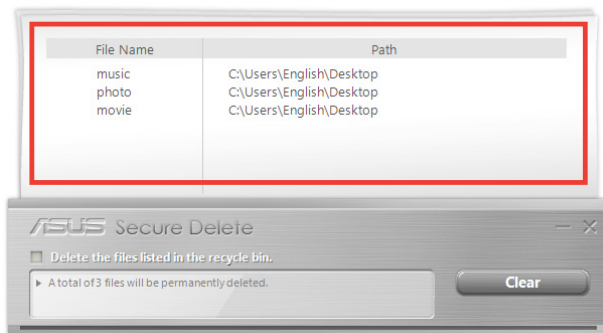 File Name Path
music C:\Users\English\Desktop
photo C:\Users\English\Desktop
movie C:\Users\English\Desktop
ASUS Secure Delete
Delete the files listed in the recycle bin.
A total of 3 files will be permanently deleted.
Clear